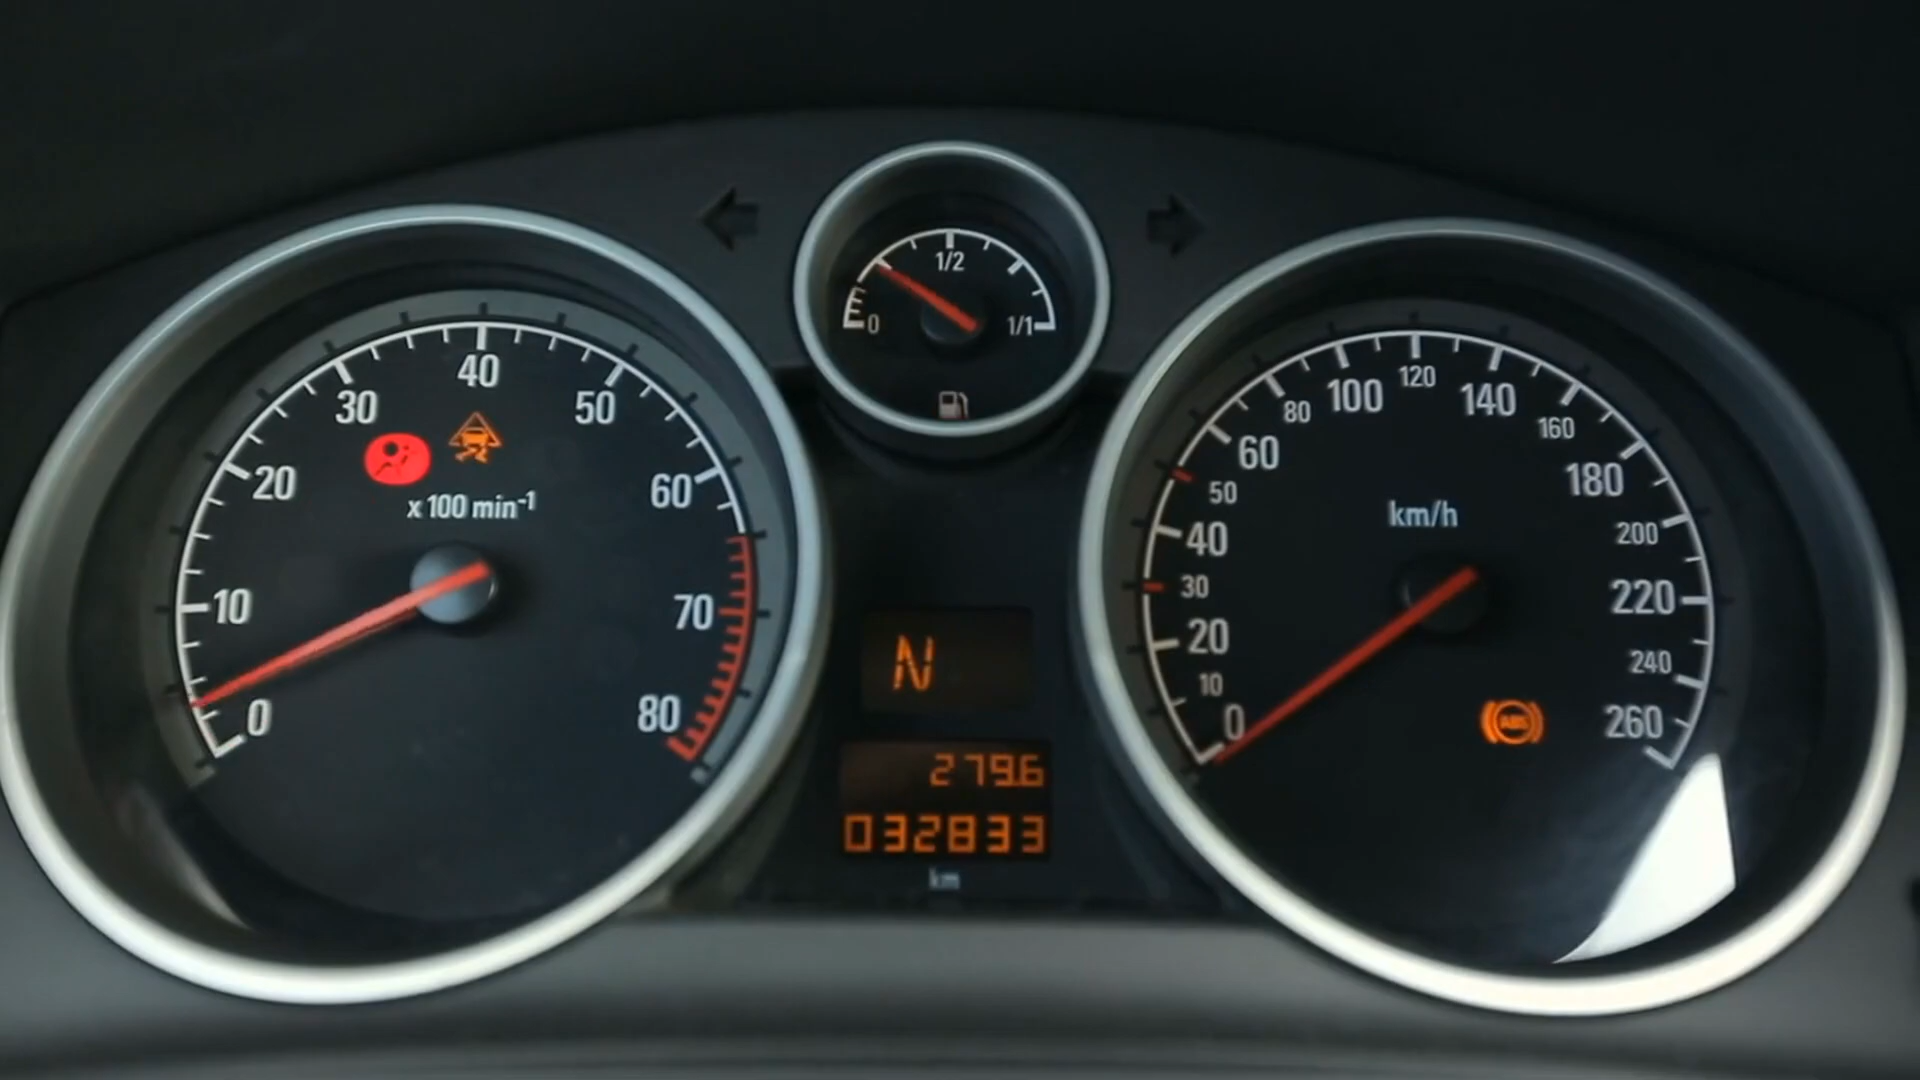 0 1/2 1/1
0 10 20 30 40 50 60 70 80
x 100 min-1
N
279.6
032833
km
0 10 20 30 40 50 60 80 100 120 140 160 180 200 220 240 260
km/h
ABS